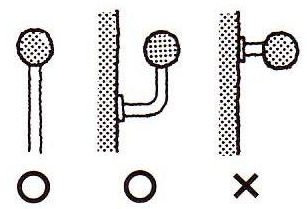 ○ ○ ×